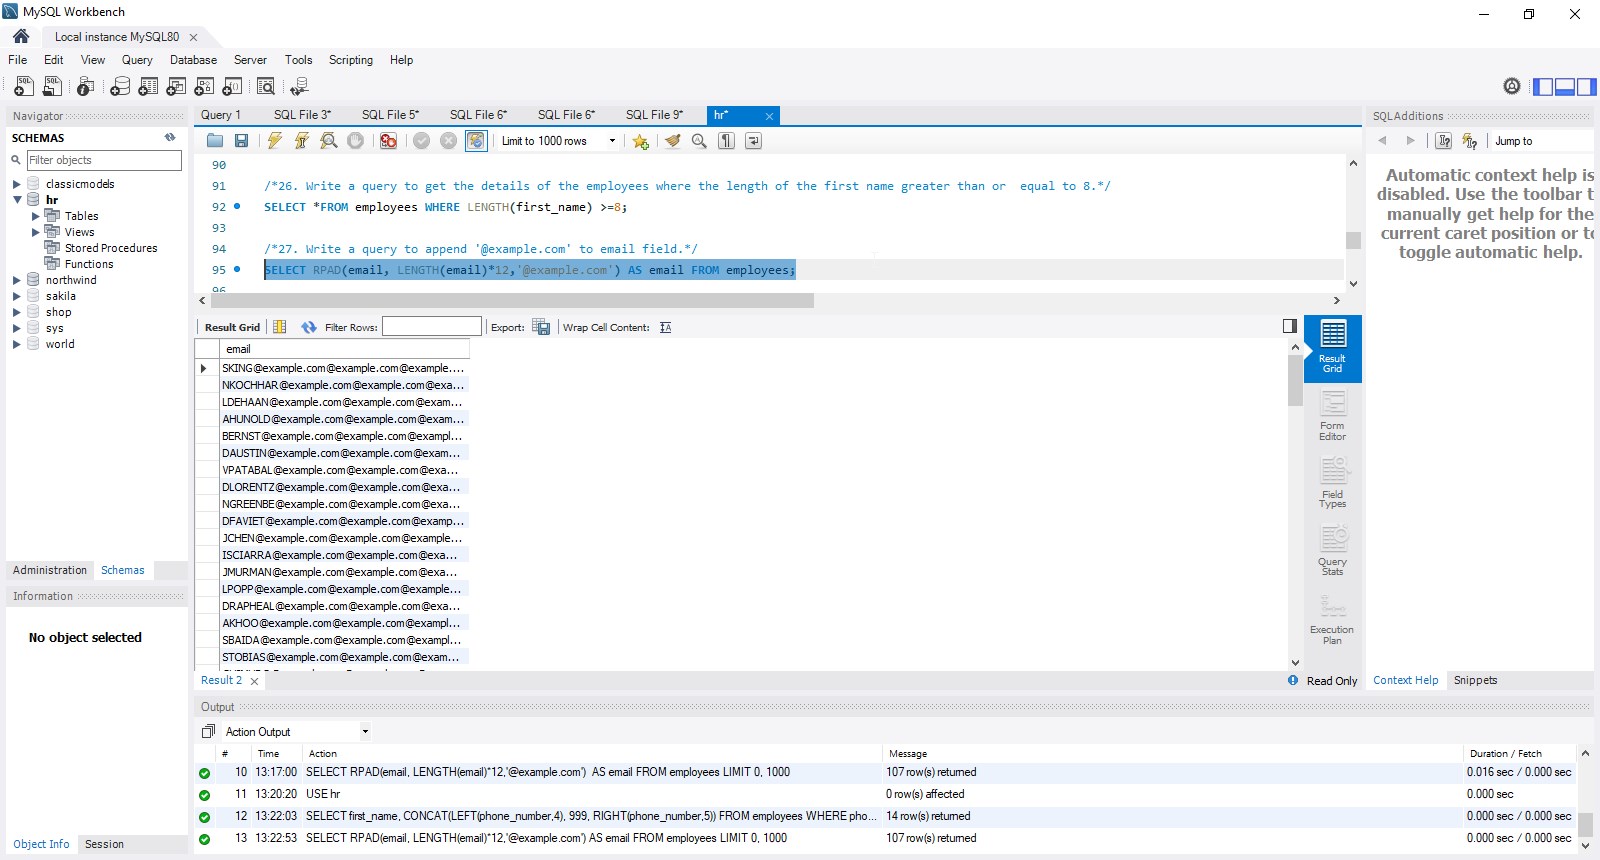 MySQL Workbench
Local instance MySQL80
File Edit View Query Database Server Tools Scripting Help
Navigator
SCHEMAS
Filter objects
classicmodels
hr
Tables
Views
Stored Procedures
Functions
northwind
sakila
shop
sys
world
Administration Schemas
Information
No object selected
Object Info Session
Query 1 SQL File 3* SQL File 5* SQL File 6* SQL File 6* SQL File 9* hr*
Limit to 1000 rows
90
91 /*26. Write a query to get the details of the employees where the length of the first name greater than or  equal to 8.*/
92 SELECT *FROM employees WHERE LENGTH(first_name) >=8;
93
94 /*27. Write a query to append '@example.com' to email field.*/
95 SELECT RPAD(email, LENGTH(email)*12,'@example.com') AS email FROM employees;
96
Result Grid Filter Rows: Export: Wrap Cell Content:
email
SKING@example.com@example.com@example....
NKOCHHAR@example.com@example.com@exa...
LDEHAAN@example.com@example.com@exam...
AHUNOLD@example.com@example.com@exam...
BERNST@example.com@example.com@exampl...
DAUSTIN@example.com@example.com@exam...
VPATABAL@example.com@example.com@exa...
DLORENTZ@example.com@example.com@exa...
NGREENBE@example.com@example.com@exa...
DFAVIET@example.com@example.com@examp...
JCHEN@example.com@example.com@example...
ISCIARRA@example.com@example.com@exa...
JMURMAN@example.com@example.com@exa...
LPOPP@example.com@example.com@example...
DRAPHEAL@example.com@example.com@exa...
AKHOO@example.com@example.com@exampl...
SBAIDA@example.com@example.com@exampl...
STOBIAS@example.com@example.com@exam...
Result Grid
Form Editor
Field Types
Query Stats
Execution Plan
Result 2
Read Only
SQLAdditions
Jump to
Automatic context help is
disabled. Use the toolbar t
manually get help for the
current caret position or to
toggle automatic help.
Context Help Snippets
Output
Action Output
# Time Action Message Duration / Fetch
10 13:17:00 SELECT RPAD(email, LENGTH(email)*12,'@example.com')  AS email FROM employees LIMIT 0, 1000 107 row(s) returned 0.016 sec / 0.000 sec
11 13:20:20 USE hr 0 row(s) affected 0.000 sec
12 13:22:03 SELECT first_name, CONCAT(LEFT(phone_number,4), 999, RIGHT(phone_number,5)) FROM employees WHERE pho... 14 row(s) returned 0.000 sec / 0.000 sec
13 13:22:53 SELECT RPAD(email, LENGTH(email)*12,'@example.com') AS email FROM employees LIMIT 0, 1000 107 row(s) returned 0.000 sec / 0.000 sec